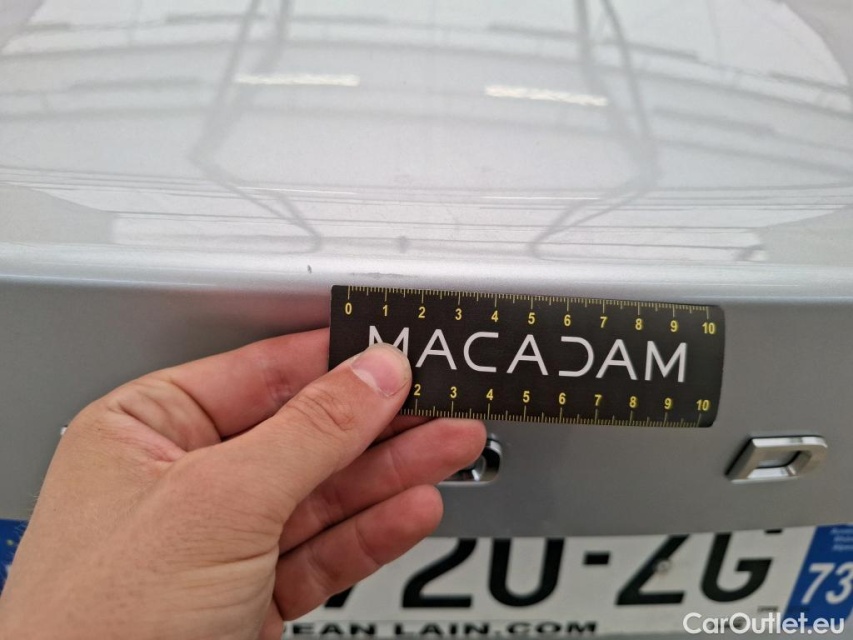 0 1 2 3 4 5 6 7 8 9 10
MACADAM
2 3 4 5 6 7 8 9 10
720-ZG
73
EAN LAIN.COM
CarOutlet.eu